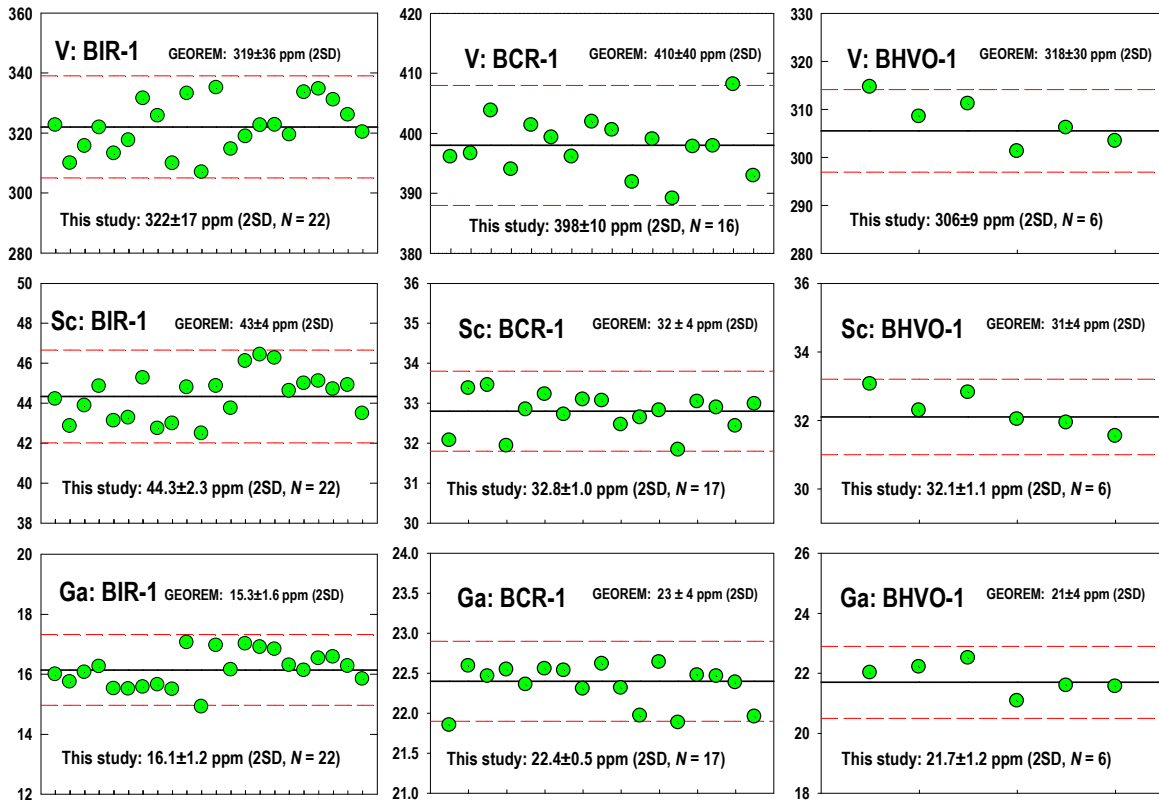 V: BIR-1
GEOREM: 319±36 ppm (2SD)
360
340
320
300
280
This study: 322±17 ppm (2SD, N = 22)
V: BCR-1
GEOREM: 410±40 ppm (2SD)
420
410
400
390
380
This study: 398±10 ppm (2SD, N = 16)
V: BHVO-1
GEOREM: 318±30 ppm (2SD)
330
315
300
280
This study: 306±9 ppm (2SD, N = 6)
Sc: BIR-1
GEOREM: 43±4 ppm (2SD)
50
48
46
44
42
40
38
This study: 44.3±2.3 ppm (2SD, N = 22)
Sc: BCR-1
GEOREM: 32 ± 4 ppm (2SD)
36
35
34
33
32
31
30
This study: 32.8±1.0 ppm (2SD, N = 17)
Sc: BHVO-1
GEOREM: 31±4 ppm (2SD)
36
34
32
30
29
This study: 32.1±1.1 ppm (2SD, N = 6)
Ga: BIR-1
GEOREM: 15.3±1.6 ppm (2SD)
20
18
16
14
12
This study: 16.1±1.2 ppm (2SD, N = 22)
Ga: BCR-1
GEOREM: 23 ± 4 ppm (2SD)
24.0
23.5
23.0
22.5
22.0
21.5
21.0
This study: 22.4±0.5 ppm (2SD, N = 17)
Ga: BHVO-1
GEOREM: 21±4 ppm (2SD)
26
24
22
20
18
This study: 21.7±1.2 ppm (2SD, N = 6)